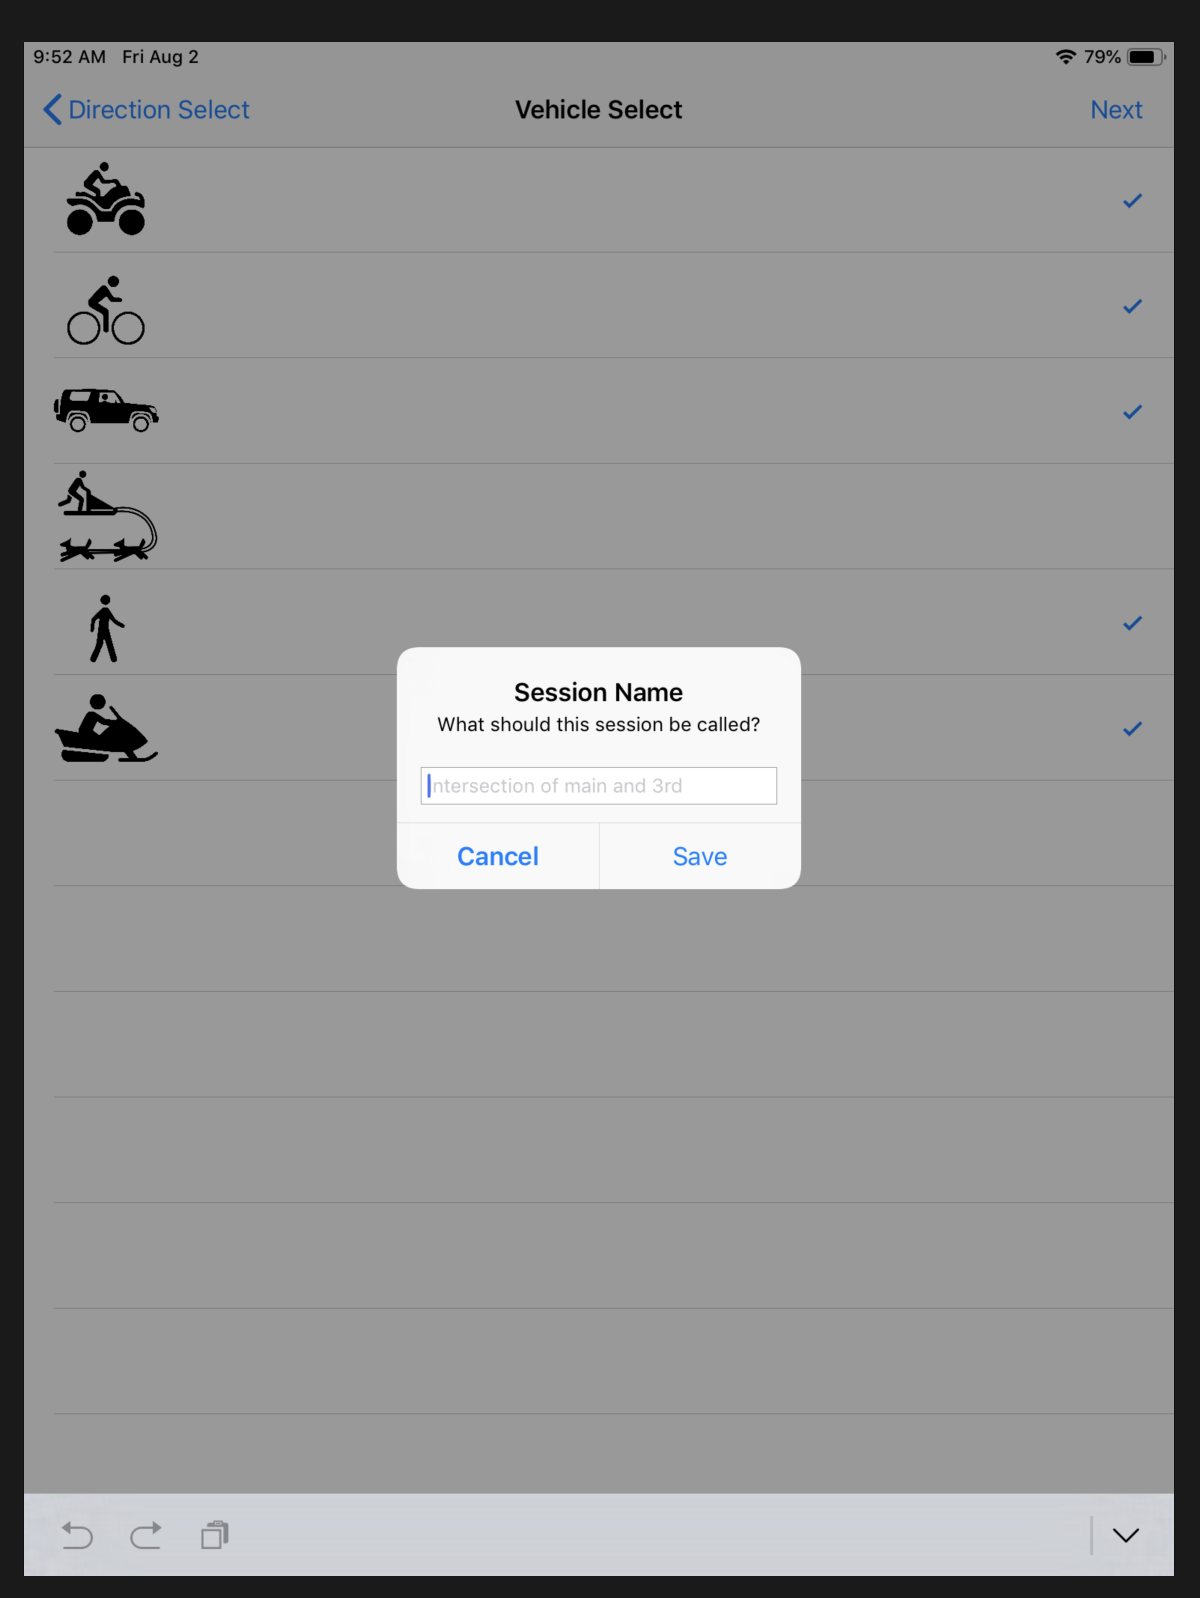 9:52 AM Fri Aug 2 79%
Direction Select Vehicle Select Next
Session Name
What should this session be called?
Intersection of main and 3rd
Cancel Save